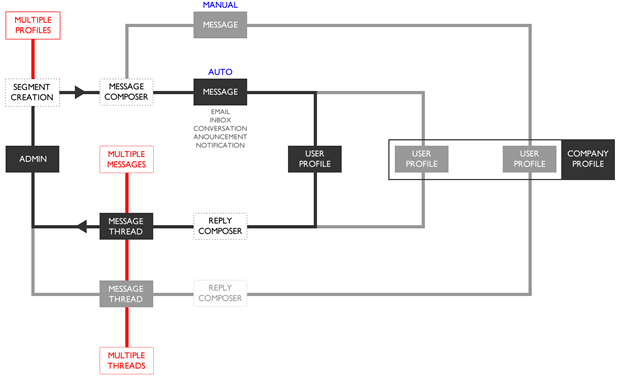 MANUAL
MULTIPLE
PROFILES
MESSAGE
AUTO
SEGMENT
CREATION
MESSAGE
COMPOSER
MESSAGE
EMAIL
INBOX
CONVERSATION
ANOUNCEMENT
NOTIFICATION
ADMIN
MULTIPLE
MESSAGES
USER
PROFILE
USER
PROFILE
USER
PROFILE
COMPANY
PROFILE
MESSAGE
THREAD
REPLY
COMPOSER
MESSAGE
THREAD
REPLY
COMPOSER
MULTIPLE
THREADS